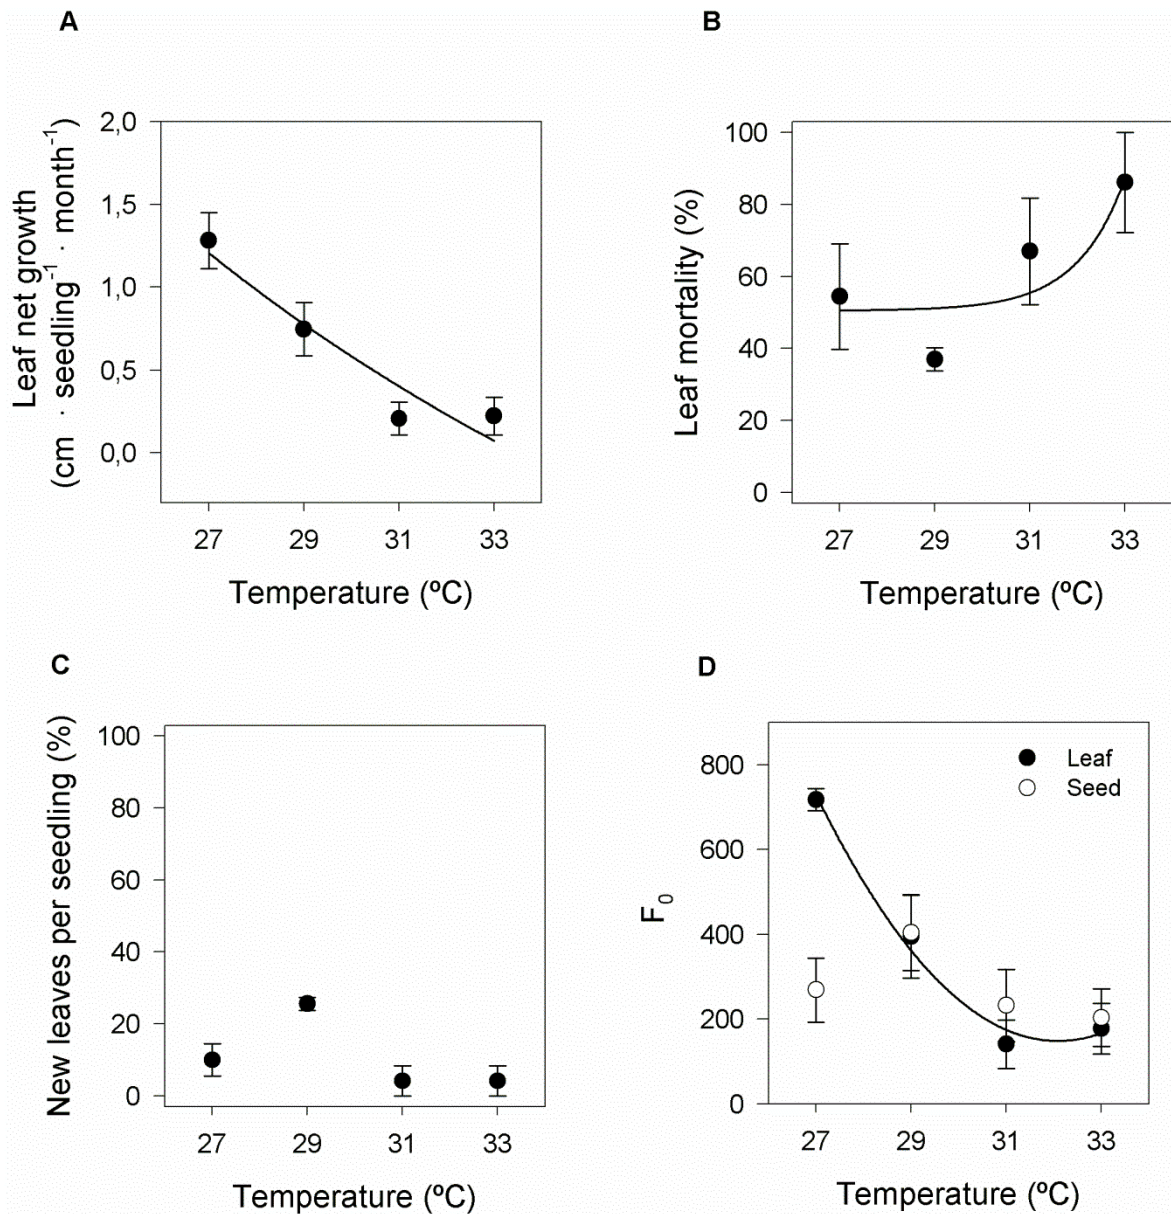 A
Leaf net growth
(cm · seedling⁻¹ · month⁻¹)
2,0
1,5
1,0
0,5
0,0
27 29 31 33
Temperature (ºC)
B
Leaf mortality (%)
100
80
60
40
20
0
27 29 31 33
Temperature (ºC)
C
New leaves per seedling (%)
100
80
60
40
20
0
27 29 31 33
Temperature (ºC)
D
F₀
800
600
400
200
0
Leaf
Seed
27 29 31 33
Temperature (ºC)